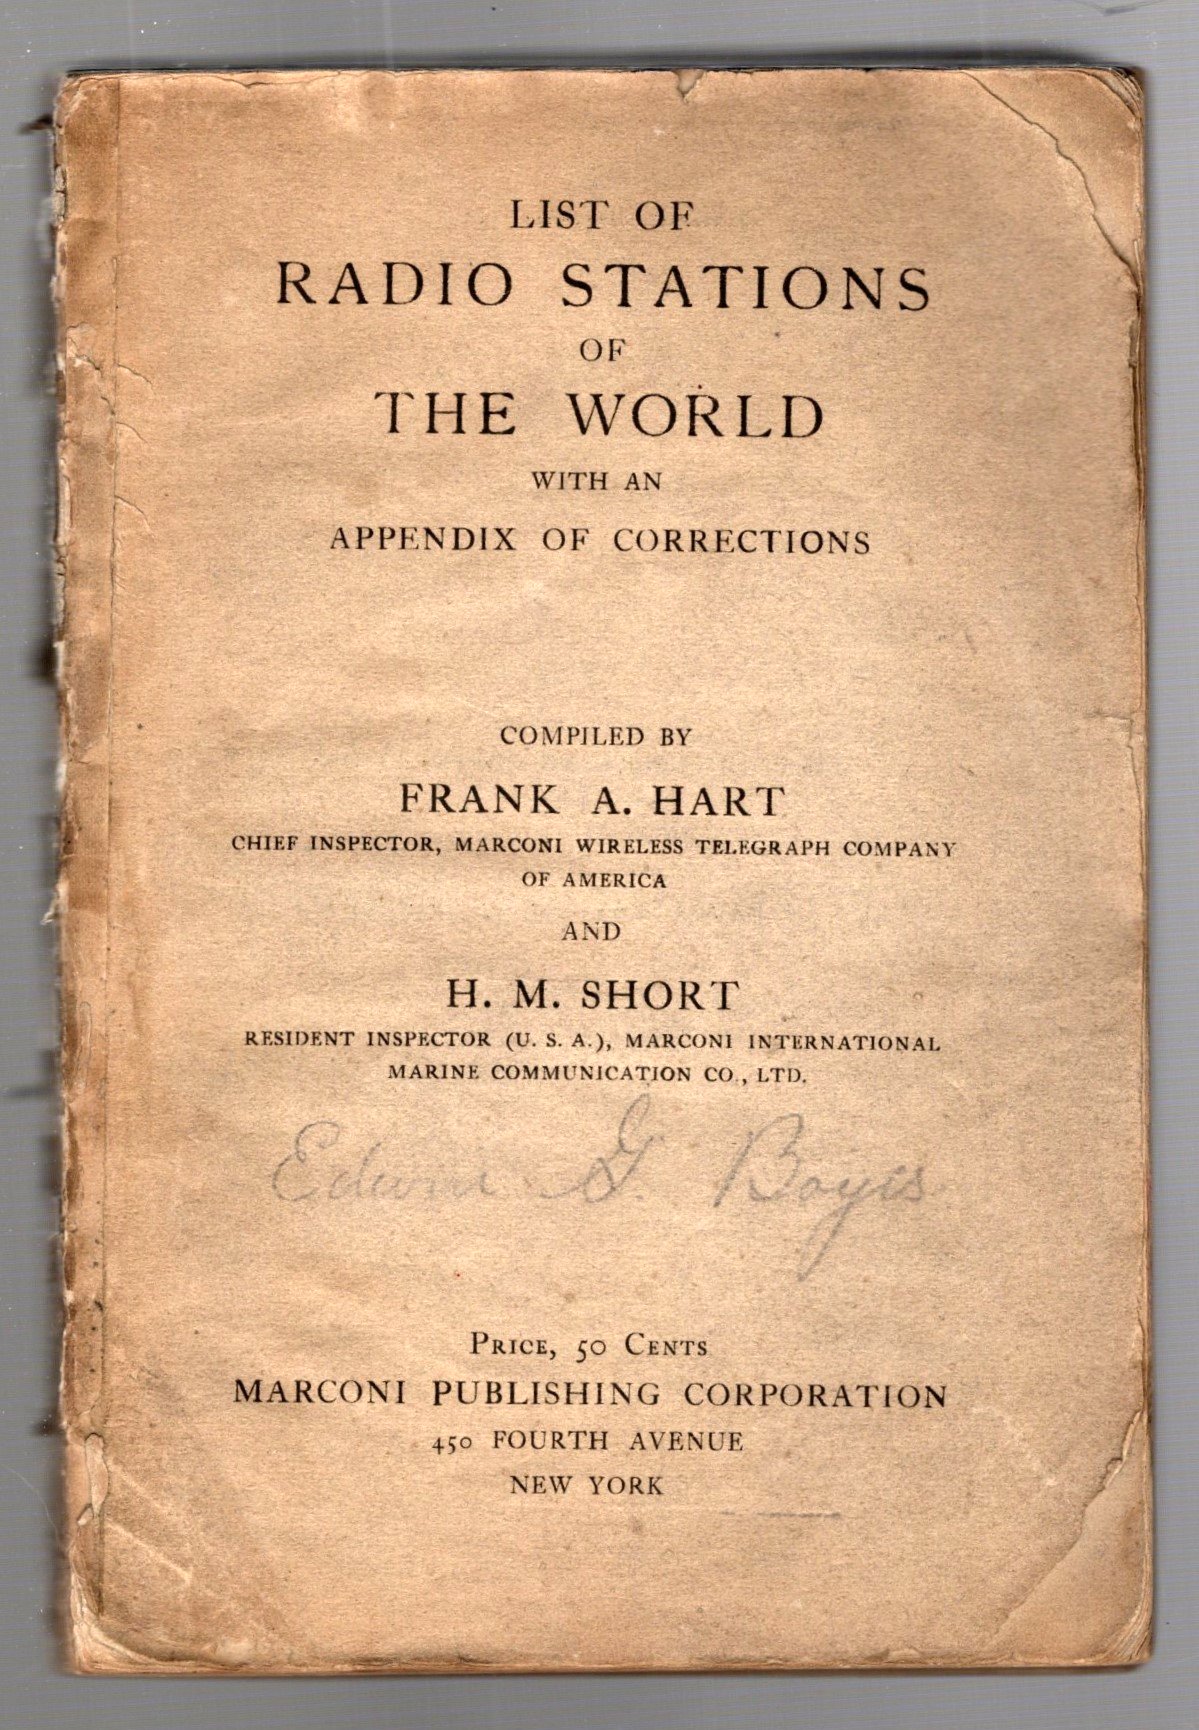 LIST OF
RADIO STATIONS
OF
THE WORLD
WITH AN
APPENDIX OF CORRECTIONS
COMPILED BY
FRANK A. HART
CHIEF INSPECTOR, MARCONI WIRELESS TELEGRAPH COMPANY
OF AMERICA
AND
H. M. SHORT
RESIDENT INSPECTOR (U. S. A.), MARCONI INTERNATIONAL
MARINE COMMUNICATION CO., LTD.
Edwin G. Boyes
PRICE, 50 CENTS
MARCONI PUBLISHING CORPORATION
450 FOURTH AVENUE
NEW YORK